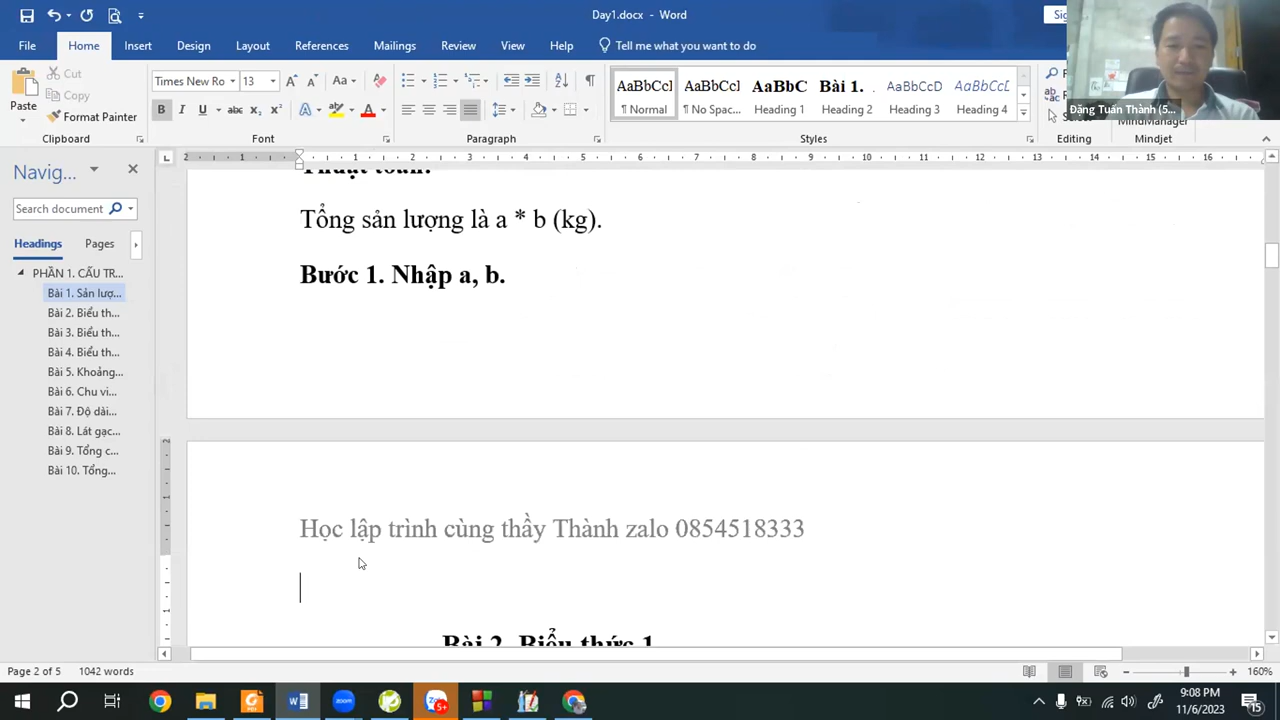 Day1.docx - Word
File Home Insert Design Layout References Mailings Review View Help Tell me what you want to do
Đặng Tuấn Thành (5...
Paste
Cut
Copy
Format Painter
Times New Ro 13
AaBbCcI AaBbCcI AaBbC Bài 1. AaBbCcD AaBbCcD
¶ Normal ¶ No Spac... Heading 1 Heading 2 Heading 3 Heading 4
MindManager
Clipboard Font Paragraph Styles Editing Mindjet
Navig...
Search document
Headings Pages
PHẦN 1. CẤU TR...
Bài 1. Sản lượ...
Bài 2. Biểu th...
Bài 3. Biểu th...
Bài 4. Biểu th...
Bài 5. Khoảng...
Bài 6. Chu vi...
Bài 7. Độ dài...
Bài 8. Lát gạc...
Bài 9. Tổng c...
Bài 10. Tổng...
Thuật toán:
Tổng sản lượng là a * b (kg).
Bước 1. Nhập a, b.
Học lập trình cùng thầy Thành zalo 0854518333
Bài 2. Biểu thức 1
Page 2 of 5 1042 words
160%
9:08 PM
11/6/2023
15